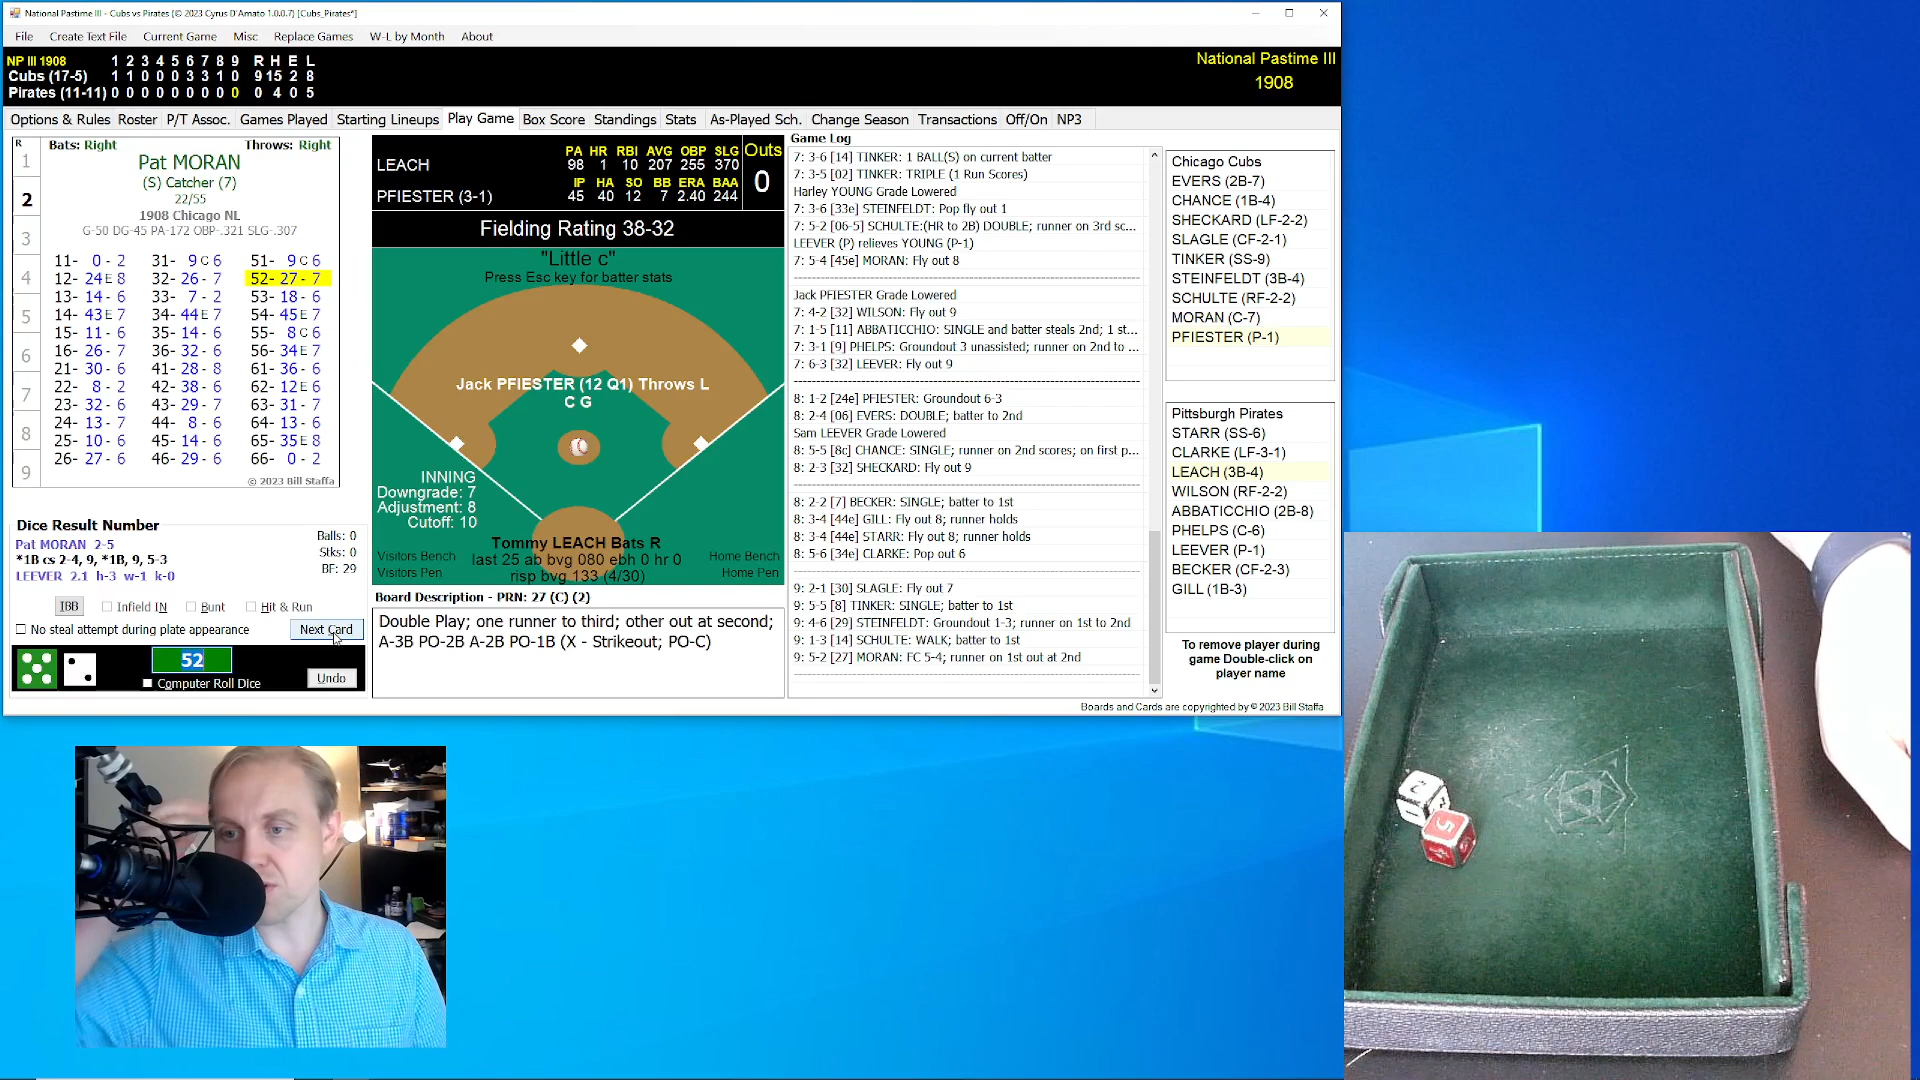 National Pastime III - Cubs vs Pirates [© 2023 Cyrus D'Amato 1.0.0.7] [Cubs_Pirates*]
File Create Text File Current Game Misc Replace Games W-L by Month About
NP III 1908 1 2 3 4 5 6 7 8 9 R H E L
Cubs (17-5) 1 1 0 0 0 3 3 1 0 9 15 2 8
Pirates (11-11) 0 0 0 0 0 0 0 0 0 0 4 0 5
National Pastime III
1908
Options & Rules Roster P/T Assoc. Games Played Starting Lineups Play Game Box Score Standings Stats As-Played Sch. Change Season Transactions Off/On NP3
R
1
2
3
4
5
6
7
8
9
Bats: Right Throws: Right
Pat MORAN
(S) Catcher (7)
22/55
1908 Chicago NL
G-50 DG-45 PA-172 OBP-.321 SLG-.307
11- 0 - 2 31- 9 C 6 51- 9 C 6
12- 24 E 8 32- 26 - 7 52- 27 - 7
13- 14 - 6 33- 7 - 2 53- 18 - 6
14- 43 E 7 34- 44 E 7 54- 45 E 7
15- 11 - 6 35- 14 - 6 55- 8 C 6
16- 26 - 7 36- 32 - 6 56- 34 E 7
21- 30 - 6 41- 28 - 8 61- 36 - 6
22- 8 - 2 42- 38 - 6 62- 12 E 6
23- 32 - 6 43- 29 - 7 63- 31 - 7
24- 13 - 7 44- 8 - 6 64- 13 - 6
25- 10 - 6 45- 14 - 6 65- 35 E 8
26- 27 - 6 46- 29 - 6 66- 0 - 2
© 2023 Bill Staffa
Dice Result Number
Pat MORAN 2-5
*1B cs 2-4, 9, *1B, 9, 5-3
LEEVER 2.1 h-3 w-1 k-0
Balls: 0
Stks: 0
BF: 29
IBB Infield IN Bunt Hit & Run
No steal attempt during plate appearance Next Card
52
Computer Roll Dice Undo
PA HR RBI AVG OBP SLG
LEACH 98 1 10 207 255 370
IP HA SO BB ERA BAA
PFIESTER (3-1) 45 40 12 7 2.40 244
Outs
0
Fielding Rating 38-32
"Little c"
Press Esc key for batter stats
Jack PFIESTER (12 Q1) Throws L
C G
INNING
Downgrade: 7
Adjustment: 8
Cutoff: 10
Tommy LEACH Bats R
last 25 ab bvg 080 ebh 0 hr 0
risp bvg 133 (4/30)
Visitors Bench
Visitors Pen
Home Bench
Home Pen
Board Description - PRN: 27 (C) (2)
Double Play; one runner to third; other out at second;
A-3B PO-2B A-2B PO-1B (X - Strikeout; PO-C)
Game Log
7: 3-6 [14] TINKER: 1 BALL(S) on current batter
7: 3-5 [02] TINKER: TRIPLE (1 Run Scores)
Harley YOUNG Grade Lowered
7: 3-6 [33e] STEINFELDT: Pop fly out 1
7: 5-2 [06-5] SCHULTE:(HR to 2B) DOUBLE; runner on 3rd sc...
LEEVER (P) relieves YOUNG (P-1)
7: 5-4 [45e] MORAN: Fly out 8
Jack PFIESTER Grade Lowered
7: 4-2 [32] WILSON: Fly out 9
7: 1-5 [11] ABBATICCHIO: SINGLE and batter steals 2nd; 1 st...
7: 3-1 [9] PHELPS: Groundout 3 unassisted; runner on 2nd to ...
7: 6-3 [32] LEEVER: Fly out 9
8: 1-2 [24e] PFIESTER: Groundout 6-3
8: 2-4 [06] EVERS: DOUBLE; batter to 2nd
Sam LEEVER Grade Lowered
8: 5-5 [8c] CHANCE: SINGLE; runner on 2nd scores; on first p...
8: 2-3 [32] SHECKARD: Fly out 9
8: 2-2 [7] BECKER: SINGLE; batter to 1st
8: 3-4 [44e] GILL: Fly out 8; runner holds
8: 3-4 [44e] STARR: Fly out 8; runner holds
8: 5-6 [34e] CLARKE: Pop out 6
9: 2-1 [30] SLAGLE: Fly out 7
9: 5-5 [8] TINKER: SINGLE; batter to 1st
9: 4-6 [29] STEINFELDT: Groundout 1-3; runner on 1st to 2nd
9: 1-3 [14] SCHULTE: WALK; batter to 1st
9: 5-2 [27] MORAN: FC 5-4; runner on 1st out at 2nd
Chicago Cubs
EVERS (2B-7)
CHANCE (1B-4)
SHECKARD (LF-2-2)
SLAGLE (CF-2-1)
TINKER (SS-9)
STEINFELDT (3B-4)
SCHULTE (RF-2-2)
MORAN (C-7)
PFIESTER (P-1)
Pittsburgh Pirates
STARR (SS-6)
CLARKE (LF-3-1)
LEACH (3B-4)
WILSON (RF-2-2)
ABBATICCHIO (2B-8)
PHELPS (C-6)
LEEVER (P-1)
BECKER (CF-2-3)
GILL (1B-3)
To remove player during
game Double-click on
player name
Boards and Cards are copyrighted by © 2023 Bill Staffa
2
5